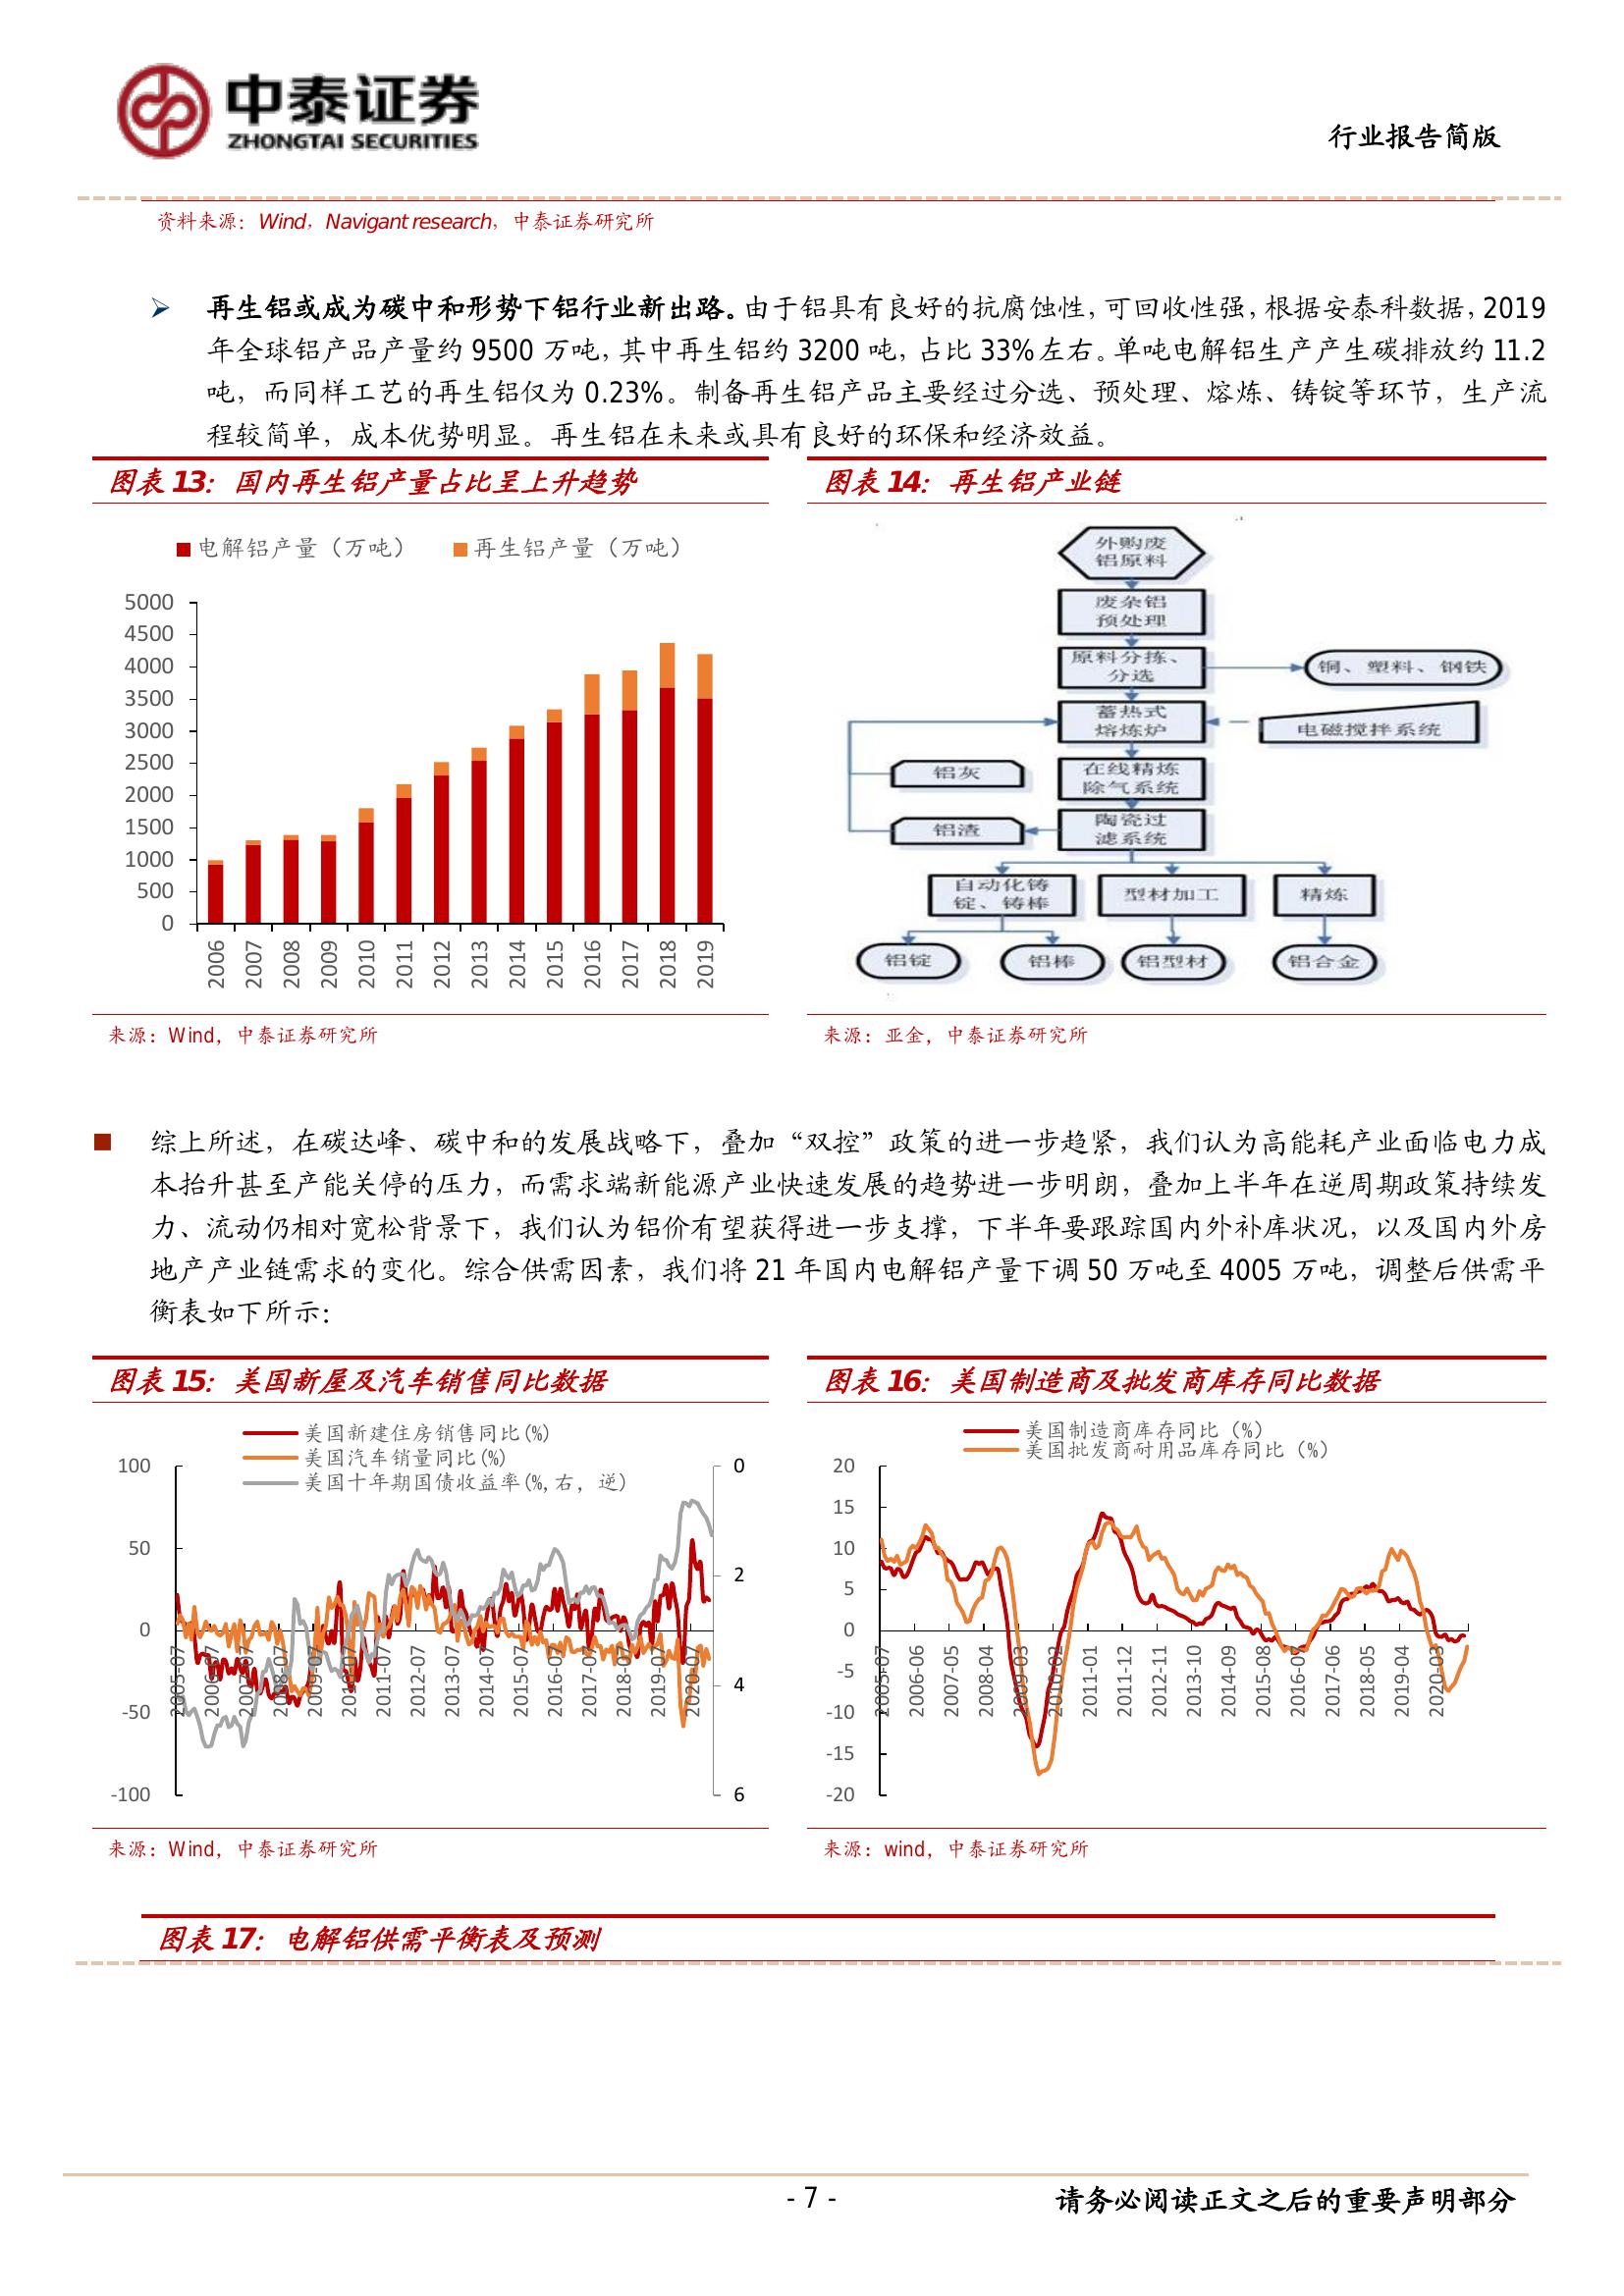 中泰证券
ZHONGTAI SECURITIES
行业报告简版
资料来源：Wind，Navigant research，中泰证券研究所
➢ 再生铝或成为碳中和形势下铝行业新出路。由于铝具有良好的抗腐蚀性，可回收性强，根据安泰科数据，2019
年全球铝产品产量约 9500 万吨，其中再生铝约 3200 吨，占比 33%左右。单吨电解铝生产产生碳排放约 11.2
吨，而同样工艺的再生铝仅为 0.23%。制备再生铝产品主要经过分选、预处理、熔炼、铸锭等环节，生产流
程较简单，成本优势明显。再生铝在未来或具有良好的环保和经济效益。
图表 13：国内再生铝产量占比呈上升趋势
电解铝产量（万吨）
再生铝产量（万吨）
5000
4500
4000
3500
3000
2500
2000
1500
1000
500
0
2006
2007
2008
2009
2010
2011
2012
2013
2014
2015
2016
2017
2018
2019
来源：Wind，中泰证券研究所
图表 14：再生铝产业链
外购废
铝原料
废杂铝
预处理
原料分拣、
分选
铜、塑料、钢铁
蓄热式
熔炼炉
电磁搅拌系统
铝灰
在线精炼
除气系统
铝渣
陶瓷过
滤系统
自动化铸
锭、铸棒
型材加工
精炼
铝锭
铝棒
铝型材
铝合金
来源：亚金，中泰证券研究所
■ 综上所述，在碳达峰、碳中和的发展战略下，叠加“双控”政策的进一步趋紧，我们认为高能耗产业面临电力成
本抬升甚至产能关停的压力，而需求端新能源产业快速发展的趋势进一步明朗，叠加上半年在逆周期政策持续发
力、流动仍相对宽松背景下，我们认为铝价有望获得进一步支撑，下半年要跟踪国内外补库状况，以及国内外房
地产产业链需求的变化。综合供需因素，我们将 21 年国内电解铝产量下调 50 万吨至 4005 万吨，调整后供需平
衡表如下所示：
图表 15：美国新屋及汽车销售同比数据
美国新建住房销售同比(%)
美国汽车销量同比(%)
美国十年期国债收益率(%,右，逆)
100
50
0
-50
-100
0
2
4
6
2005-07
2006-07
2007-07
2008-07
2009-07
2010-07
2011-07
2012-07
2013-07
2014-07
2015-07
2016-07
2017-07
2018-07
2019-07
2020-07
来源：Wind，中泰证券研究所
图表 16：美国制造商及批发商库存同比数据
美国制造商库存同比（%）
美国批发商耐用品库存同比（%）
20
15
10
5
0
-5
-10
-15
-20
2005-07
2006-06
2007-05
2008-04
2009-03
2010-02
2011-01
2011-12
2012-11
2013-10
2014-09
2015-08
2016-07
2017-06
2018-05
2019-04
2020-03
来源：wind，中泰证券研究所
图表 17：电解铝供需平衡表及预测
- 7 -
请务必阅读正文之后的重要声明部分